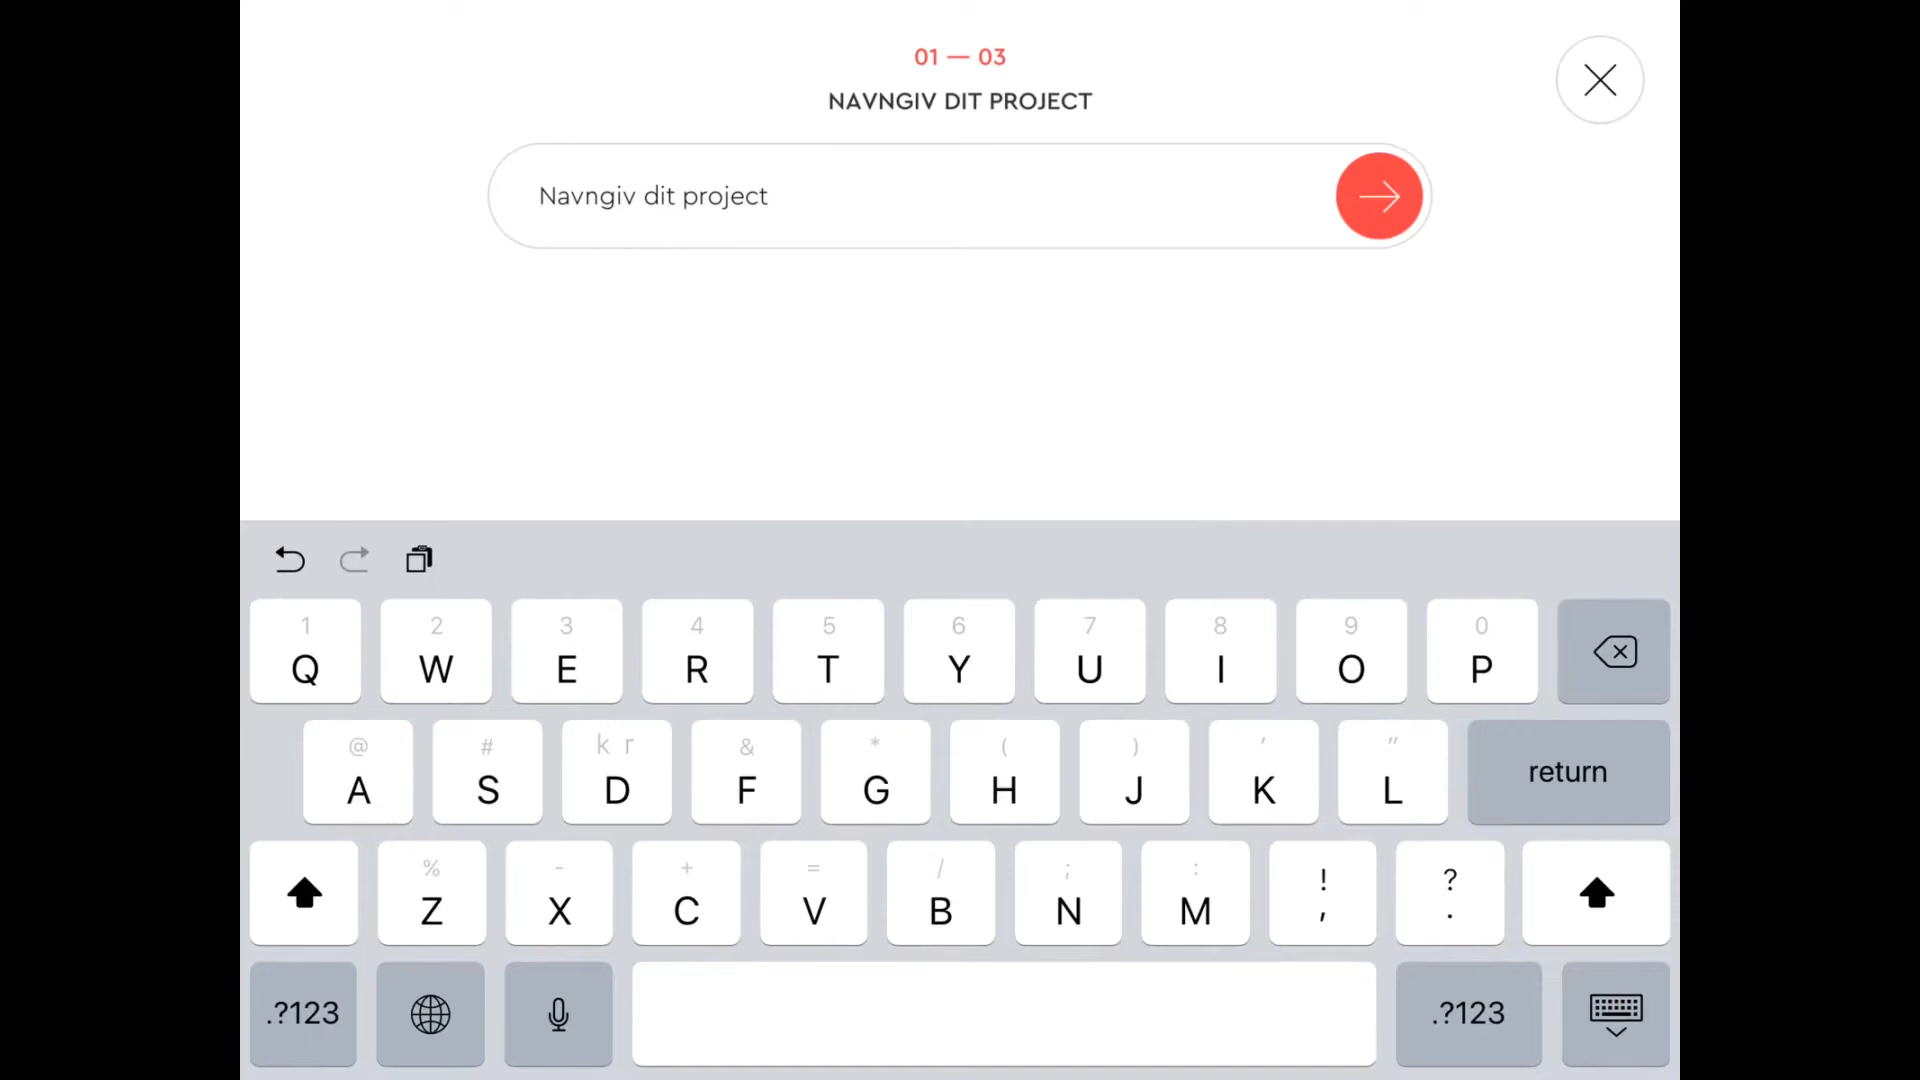 01 — 03
NAVNGIV DIT PROJECT
Navngiv dit project
1 2 3 4 5 6 7 8 9 0
Q W E R T Y U I O P
@ # k r & * ( ) ' "
A S D F G H J K L return
% - + = / ; : ! ?
Z X C V B N M , .
.?123 .?123